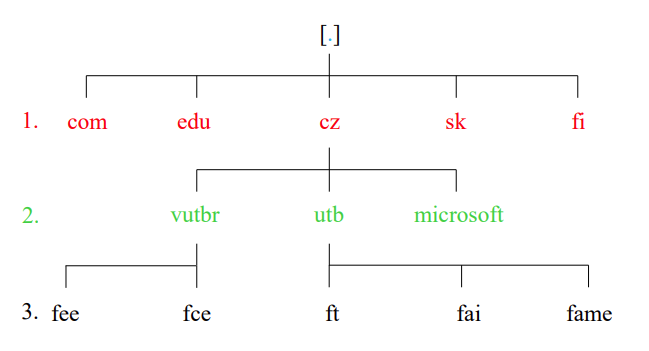 [.]
1. com edu cz sk fi
2. vutbr utb microsoft
3. fee fce ft fai fame